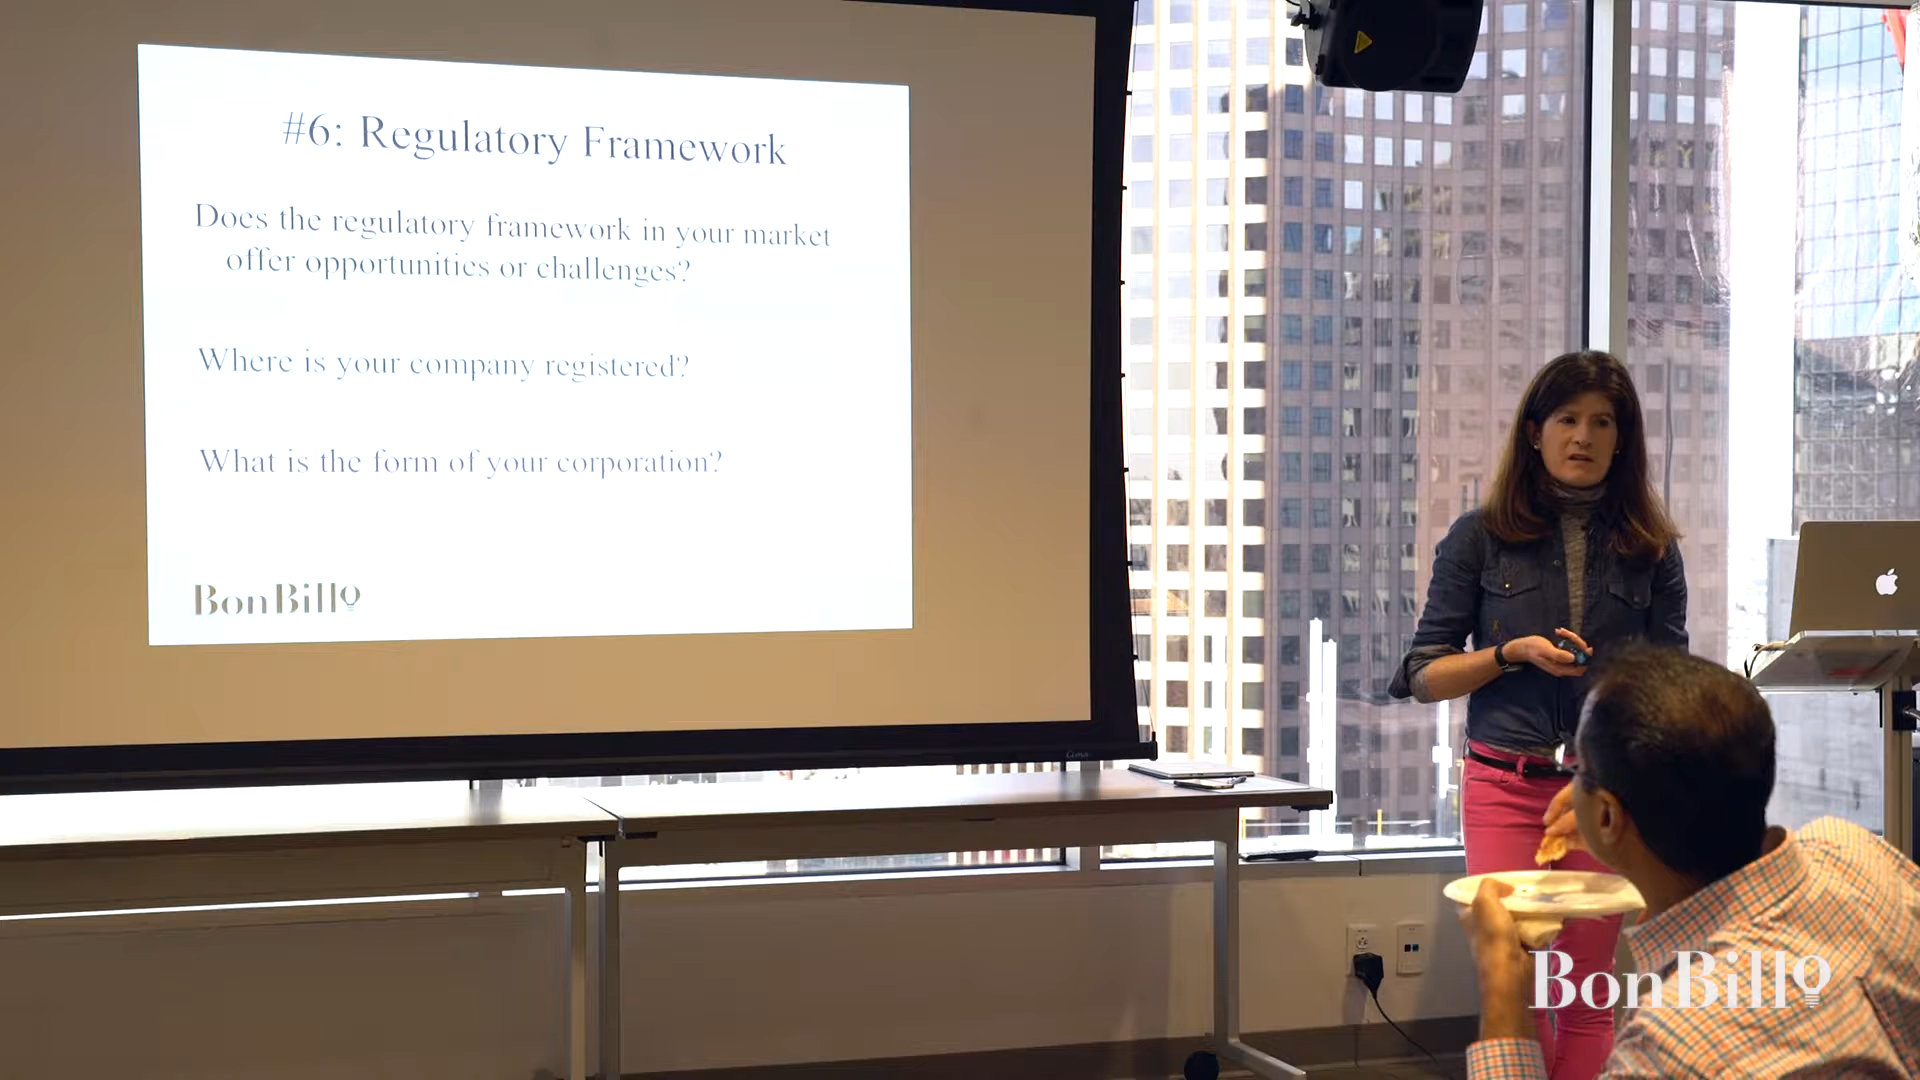 #6: Regulatory Framework
Does the regulatory framework in your market
offer opportunities or challenges?
Where is your company registered?
What is the form of your corporation?
BonBillo
BonBillo